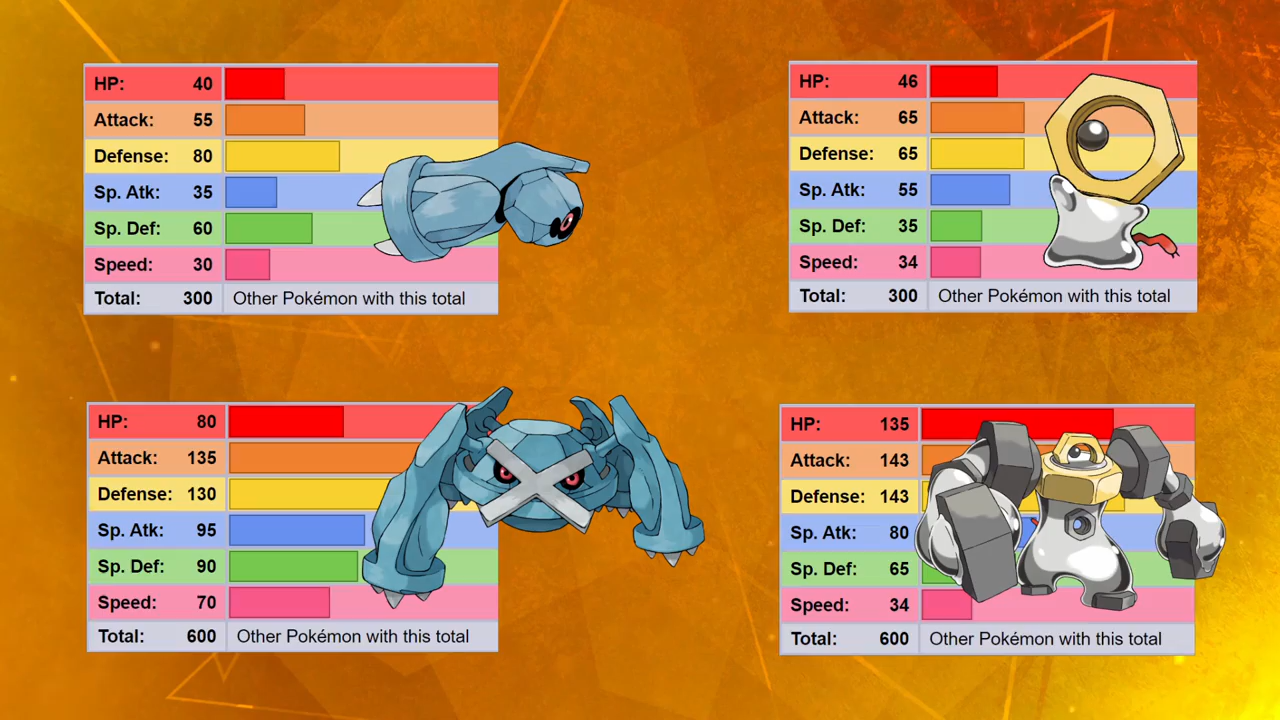 HP: 40
Attack: 55
Defense: 80
Sp. Atk: 35
Sp. Def: 60
Speed: 30
Total: 300 Other Pokémon with this total
HP: 46
Attack: 65
Defense: 65
Sp. Atk: 55
Sp. Def: 35
Speed: 34
Total: 300 Other Pokémon with this total
HP: 80
Attack: 135
Defense: 130
Sp. Atk: 95
Sp. Def: 90
Speed: 70
Total: 600 Other Pokémon with this total
HP: 135
Attack: 143
Defense: 143
Sp. Atk: 80
Sp. Def: 65
Speed: 34
Total: 600 Other Pokémon with this total